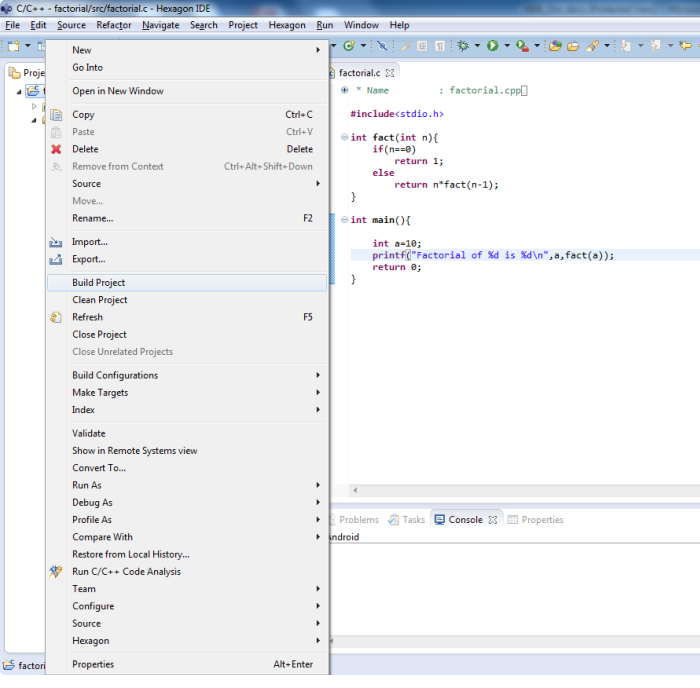 C/C++ - factorial/src/factorial.c - Hexagon IDE
File Edit Source Refactor Navigate Search Project Hexagon Run Window Help
Proje
factorial.c
New
Go Into
Open in New Window
Copy Ctrl+C
Paste Ctrl+V
Delete Delete
Remove from Context Ctrl+Alt+Shift+Down
Source
Move...
Rename... F2
Import...
Export...
Build Project
Clean Project
Refresh F5
Close Project
Close Unrelated Projects
Build Configurations
Make Targets
Index
Validate
Show in Remote Systems view
Convert To...
Run As
Debug As
Profile As
Compare With
Restore from Local History...
Run C/C++ Code Analysis
Team
Configure
Source
Hexagon
Properties Alt+Enter
* Name : factorial.cpp
#include<stdio.h>
int fact(int n){
if(n==0)
return 1;
else
return n*fact(n-1);
}
int main(){
int a=10;
printf("Factorial of %d is %d\n",a,fact(a));
return 0;
}
Problems Tasks Console Properties
Android
factori